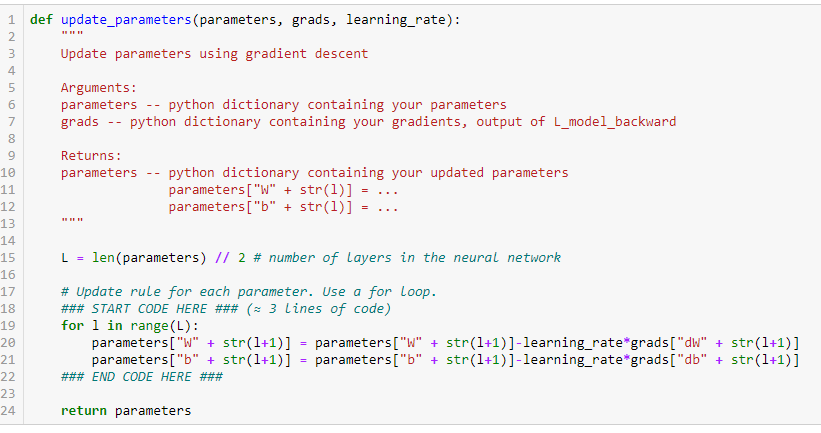 1 def update_parameters(parameters, grads, learning_rate):
2     """
3     Update parameters using gradient descent
4
5     Arguments:
6     parameters -- python dictionary containing your parameters
7     grads -- python dictionary containing your gradients, output of L_model_backward
8
9     Returns:
10     parameters -- python dictionary containing your updated parameters
11                   parameters["W" + str(l)] = ...
12                   parameters["b" + str(l)] = ...
13     """
14
15     L = len(parameters) // 2 # number of layers in the neural network
16
17     # Update rule for each parameter. Use a for loop.
18     ### START CODE HERE ### (≈ 3 lines of code)
19     for l in range(L):
20         parameters["W" + str(l+1)] = parameters["W" + str(l+1)]-learning_rate*grads["dW" + str(l+1)]
21         parameters["b" + str(l+1)] = parameters["b" + str(l+1)]-learning_rate*grads["db" + str(l+1)]
22     ### END CODE HERE ###
23
24     return parameters